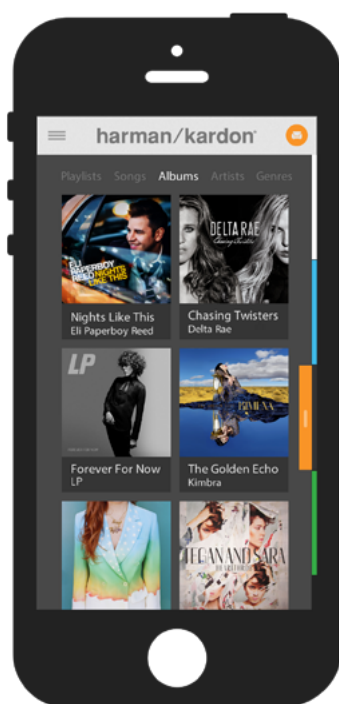 harman/kardon
Playlists Songs Albums Artists Genres
ELI
PAPERBOY
REED NIGHTS
LIKE THIS
DELTA RAE
Chasing Twisters
Nights Like This
Eli Paperboy Reed
Chasing Twisters
Delta Rae
LP
KIMBRA
Forever For Now
LP
The Golden Echo
Kimbra
TEGAN AND SARA